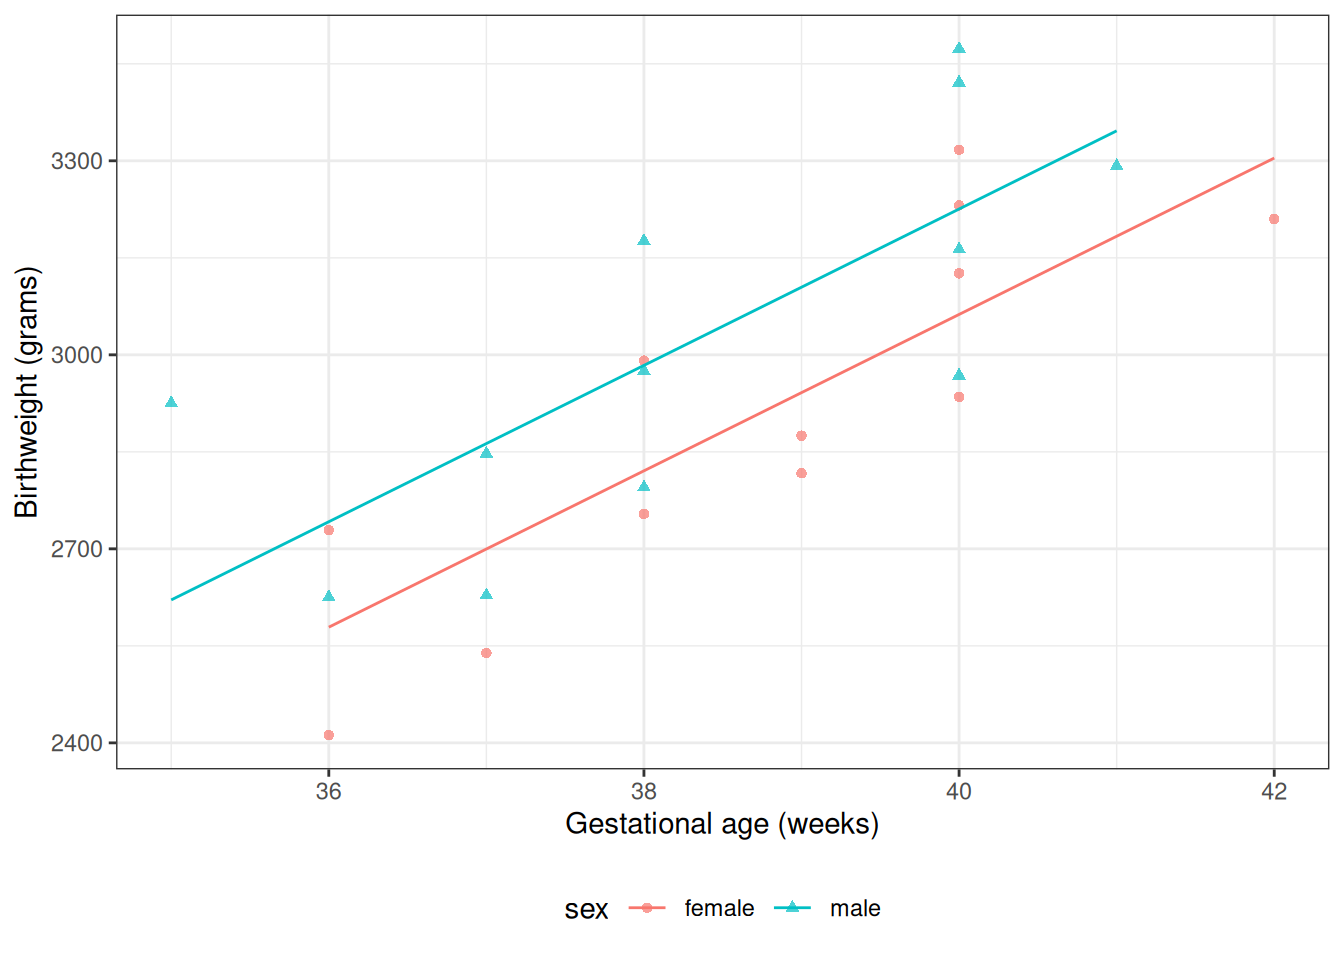 Birthweight (grams)
3300
3000
2700
2400
36 38 40 42
Gestational age (weeks)
sex female male